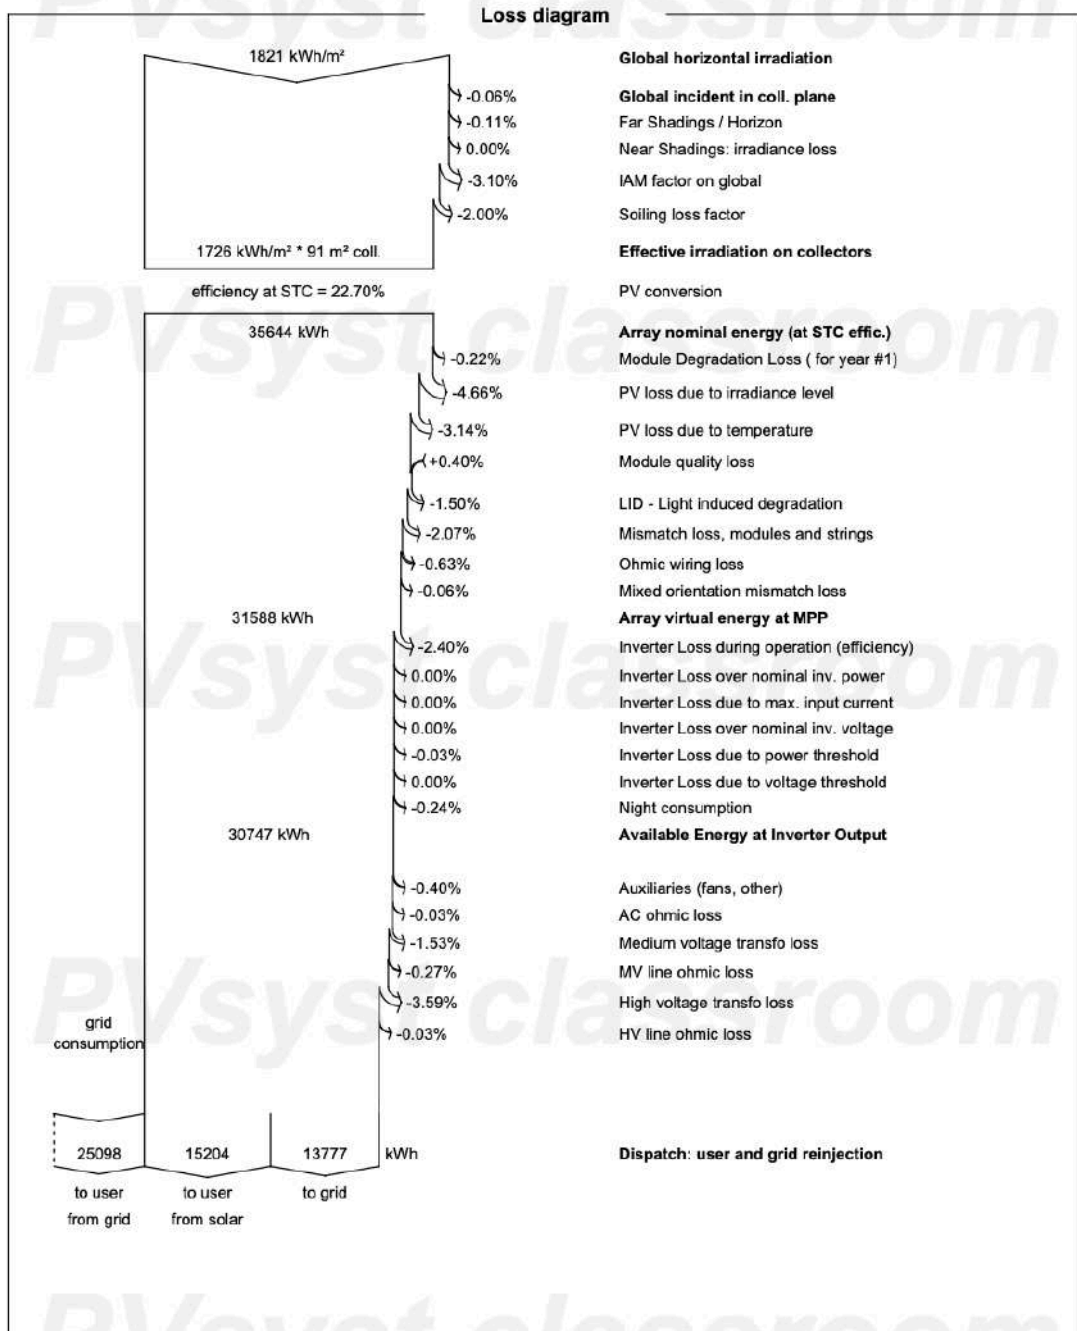 Loss diagram
1821 kWh/m² Global horizontal irradiation
-0.06% Global incident in coll. plane
-0.11% Far Shadings / Horizon
0.00% Near Shadings: irradiance loss
-3.10% IAM factor on global
-2.00% Soiling loss factor
1726 kWh/m² * 91 m² coll. Effective irradiation on collectors
efficiency at STC = 22.70% PV conversion
PVsyst classroom
35644 kWh Array nominal energy (at STC effic.)
-0.22% Module Degradation Loss ( for year #1)
-4.66% PV loss due to irradiance level
-3.14% PV loss due to temperature
+0.40% Module quality loss
-1.50% LID - Light induced degradation
-2.07% Mismatch loss, modules and strings
-0.63% Ohmic wiring loss
-0.06% Mixed orientation mismatch loss
31588 kWh Array virtual energy at MPP
-2.40% Inverter Loss during operation (efficiency)
PVsyst classroom
0.00% Inverter Loss over nominal inv. power
0.00% Inverter Loss due to max. input current
0.00% Inverter Loss over nominal inv. voltage
-0.03% Inverter Loss due to power threshold
0.00% Inverter Loss due to voltage threshold
-0.24% Night consumption
30747 kWh Available Energy at Inverter Output
-0.40% Auxiliaries (fans, other)
-0.03% AC ohmic loss
-1.53% Medium voltage transfo loss
-0.27% MV line ohmic loss
-3.59% High voltage transfo loss
PVsyst classroom
grid
consumption
-0.03% HV line ohmic loss
25098 15204 13777 kWh Dispatch: user and grid reinjection
to user to user to grid
from grid from solar
PVsyst classroom